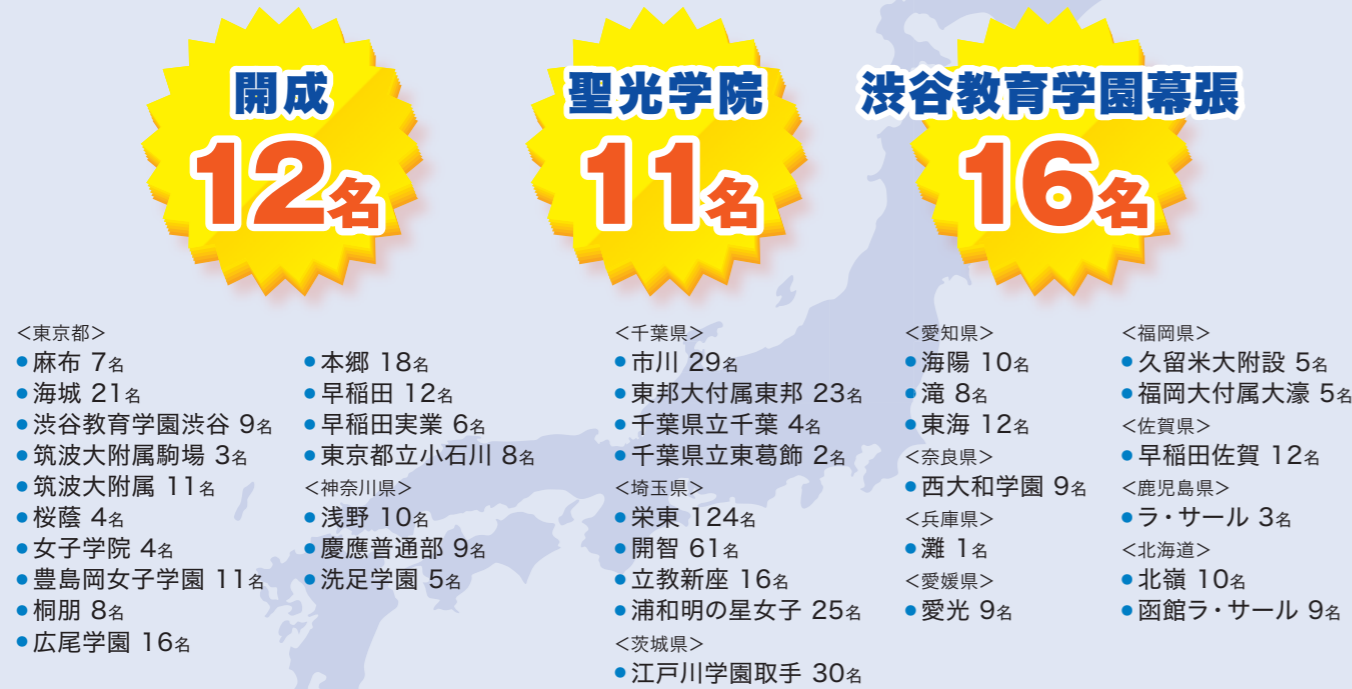 開成
12名
聖光学院
11名
渋谷教育学園幕張
16名
＜東京都＞
●麻布 7名
●海城 21名
●渋谷教育学園渋谷 9名
●筑波大附属駒場 3名
●筑波大附属 11名
●桜蔭 4名
●女子学院 4名
●豊島岡女子学園 11名
●桐朋 8名
●広尾学園 16名
●本郷 18名
●早稲田 12名
●早稲田実業 6名
●東京都立小石川 8名
＜神奈川県＞
●浅野 10名
●慶應普通部 9名
●洗足学園 5名
＜千葉県＞
●市川 29名
●東邦大付属東邦 23名
●千葉県立千葉 4名
●千葉県立東葛飾 2名
＜埼玉県＞
●栄東 124名
●開智 61名
●立教新座 16名
●浦和明の星女子 25名
＜茨城県＞
●江戸川学園取手 30名
＜愛知県＞
●海陽 10名
●滝 8名
●東海 12名
＜奈良県＞
●西大和学園 9名
＜兵庫県＞
●灘 1名
＜愛媛県＞
●愛光 9名
＜福岡県＞
●久留米大附設 5名
●福岡大付属大濠 5名
＜佐賀県＞
●早稲田佐賀 12名
＜鹿児島県＞
●ラ・サール 3名
＜北海道＞
●北嶺 10名
●函館ラ・サール 9名